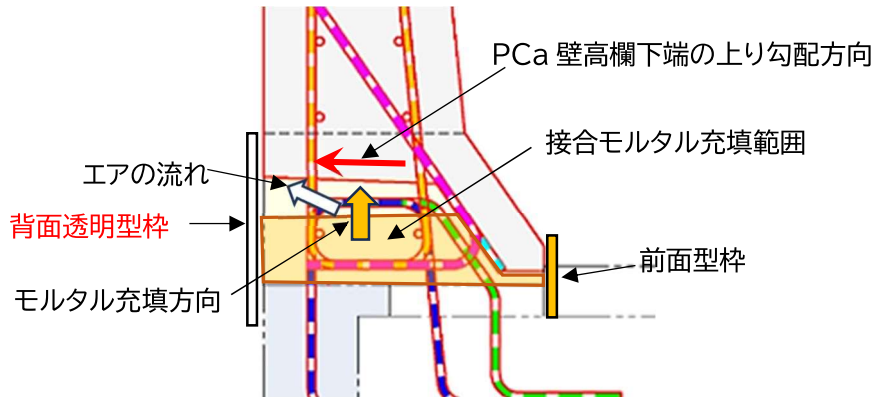 PCa 壁高欄下端の上り勾配方向
接合モルタル充填範囲
エアの流れ
背面透明型枠
前面型枠
モルタル充填方向